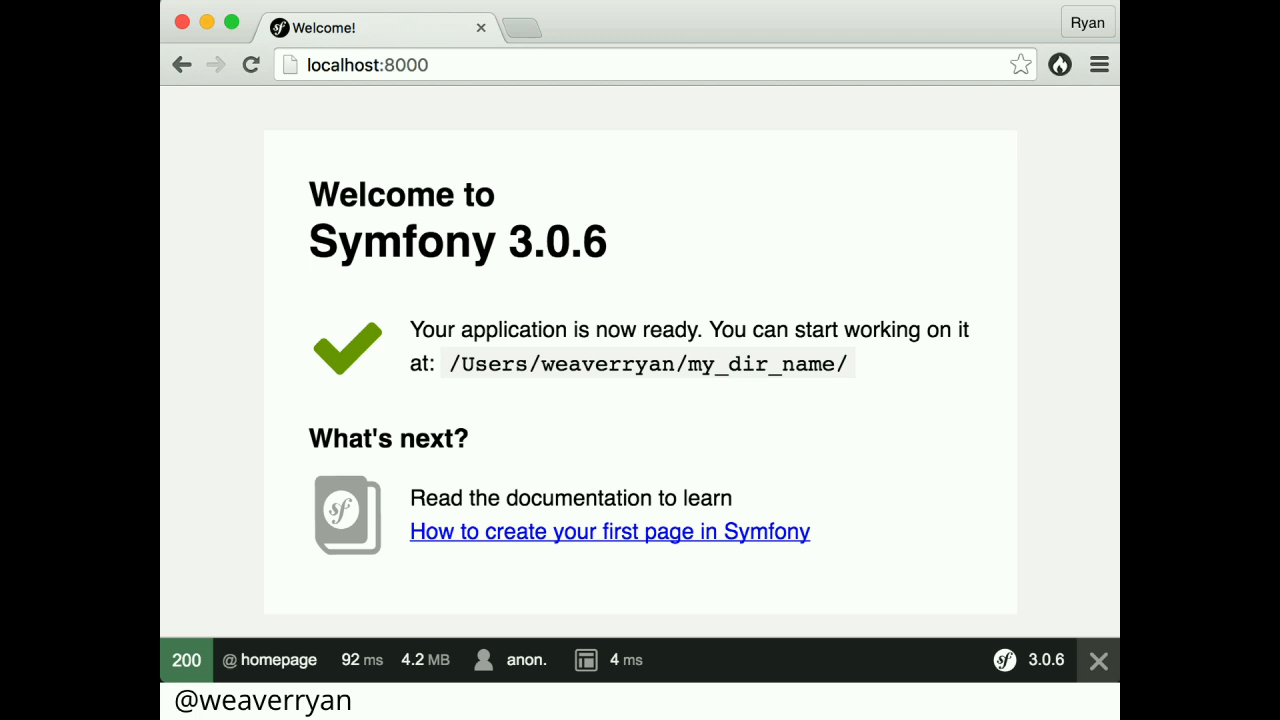 Welcome!
Ryan
localhost:8000
Welcome to
Symfony 3.0.6
Your application is now ready. You can start working on it
at: /Users/weaverryan/my_dir_name/
What's next?
sf
Read the documentation to learn
How to create your first page in Symfony
200 @ homepage 92 ms 4.2 MB anon. 4 ms sf 3.0.6
@weaverryan